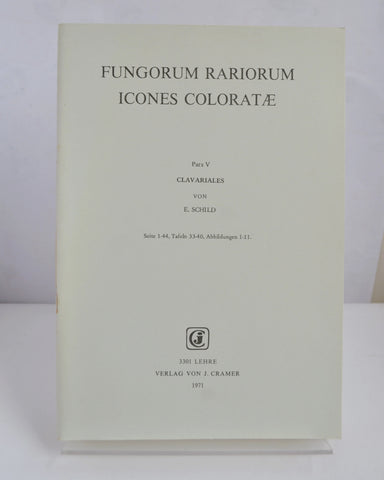 FUNGORUM RARIORUM
ICONES COLORATÆ
Pars V
CLAVARIALES
VON
E. SCHILD
Seite 1-44, Tafeln 33-40, Abbildungen 1-11.
3301 LEHRE
VERLAG VON J. CRAMER
1971